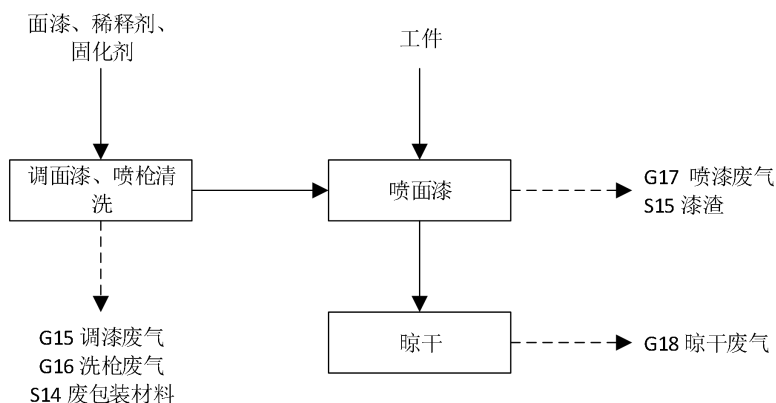 面漆、稀释剂、
固化剂
工件
调面漆、喷枪清
洗
喷面漆
G17 喷漆废气
S15 漆渣
G15 调漆废气
G16 洗枪废气
S14 废包装材料
晾干
G18 晾干废气